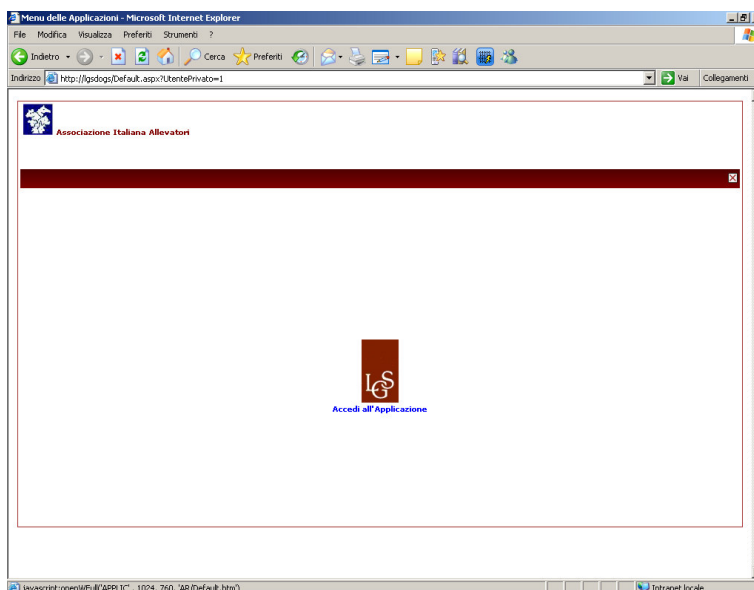 Menu delle Applicazioni - Microsoft Internet Explorer
File Modifica Visualizza Preferiti Strumenti ?
Indietro Cerca Preferiti
Indirizzo http://lgsdogs/Default.aspx?UtentePrivato=1 Vai Collegamenti
Associazione Italiana Allevatori
LGS
Accedi all'Applicazione
javascript:openWFull('APPLIC', 1024, 760, 'AR/Default.htm') Intranet locale